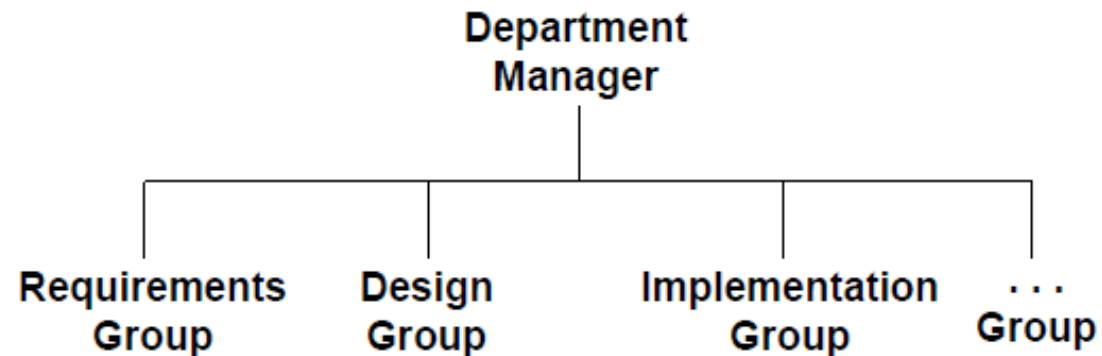 Department
Manager
Requirements
Group
Design
Group
Implementation
Group
. . .
Group